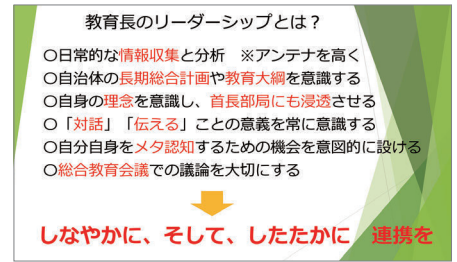 教育長のリーダーシップとは？
○日常的な情報収集と分析　※アンテナを高く
○自治体の長期総合計画や教育大綱を意識する
○自身の理念を意識し、首長部局にも浸透させる
○「対話」「伝える」ことの意義を常に意識する
○自分自身をメタ認知するための機会を意図的に設ける
○総合教育会議での議論を大切にする
しなやかに、そして、したたかに　連携を